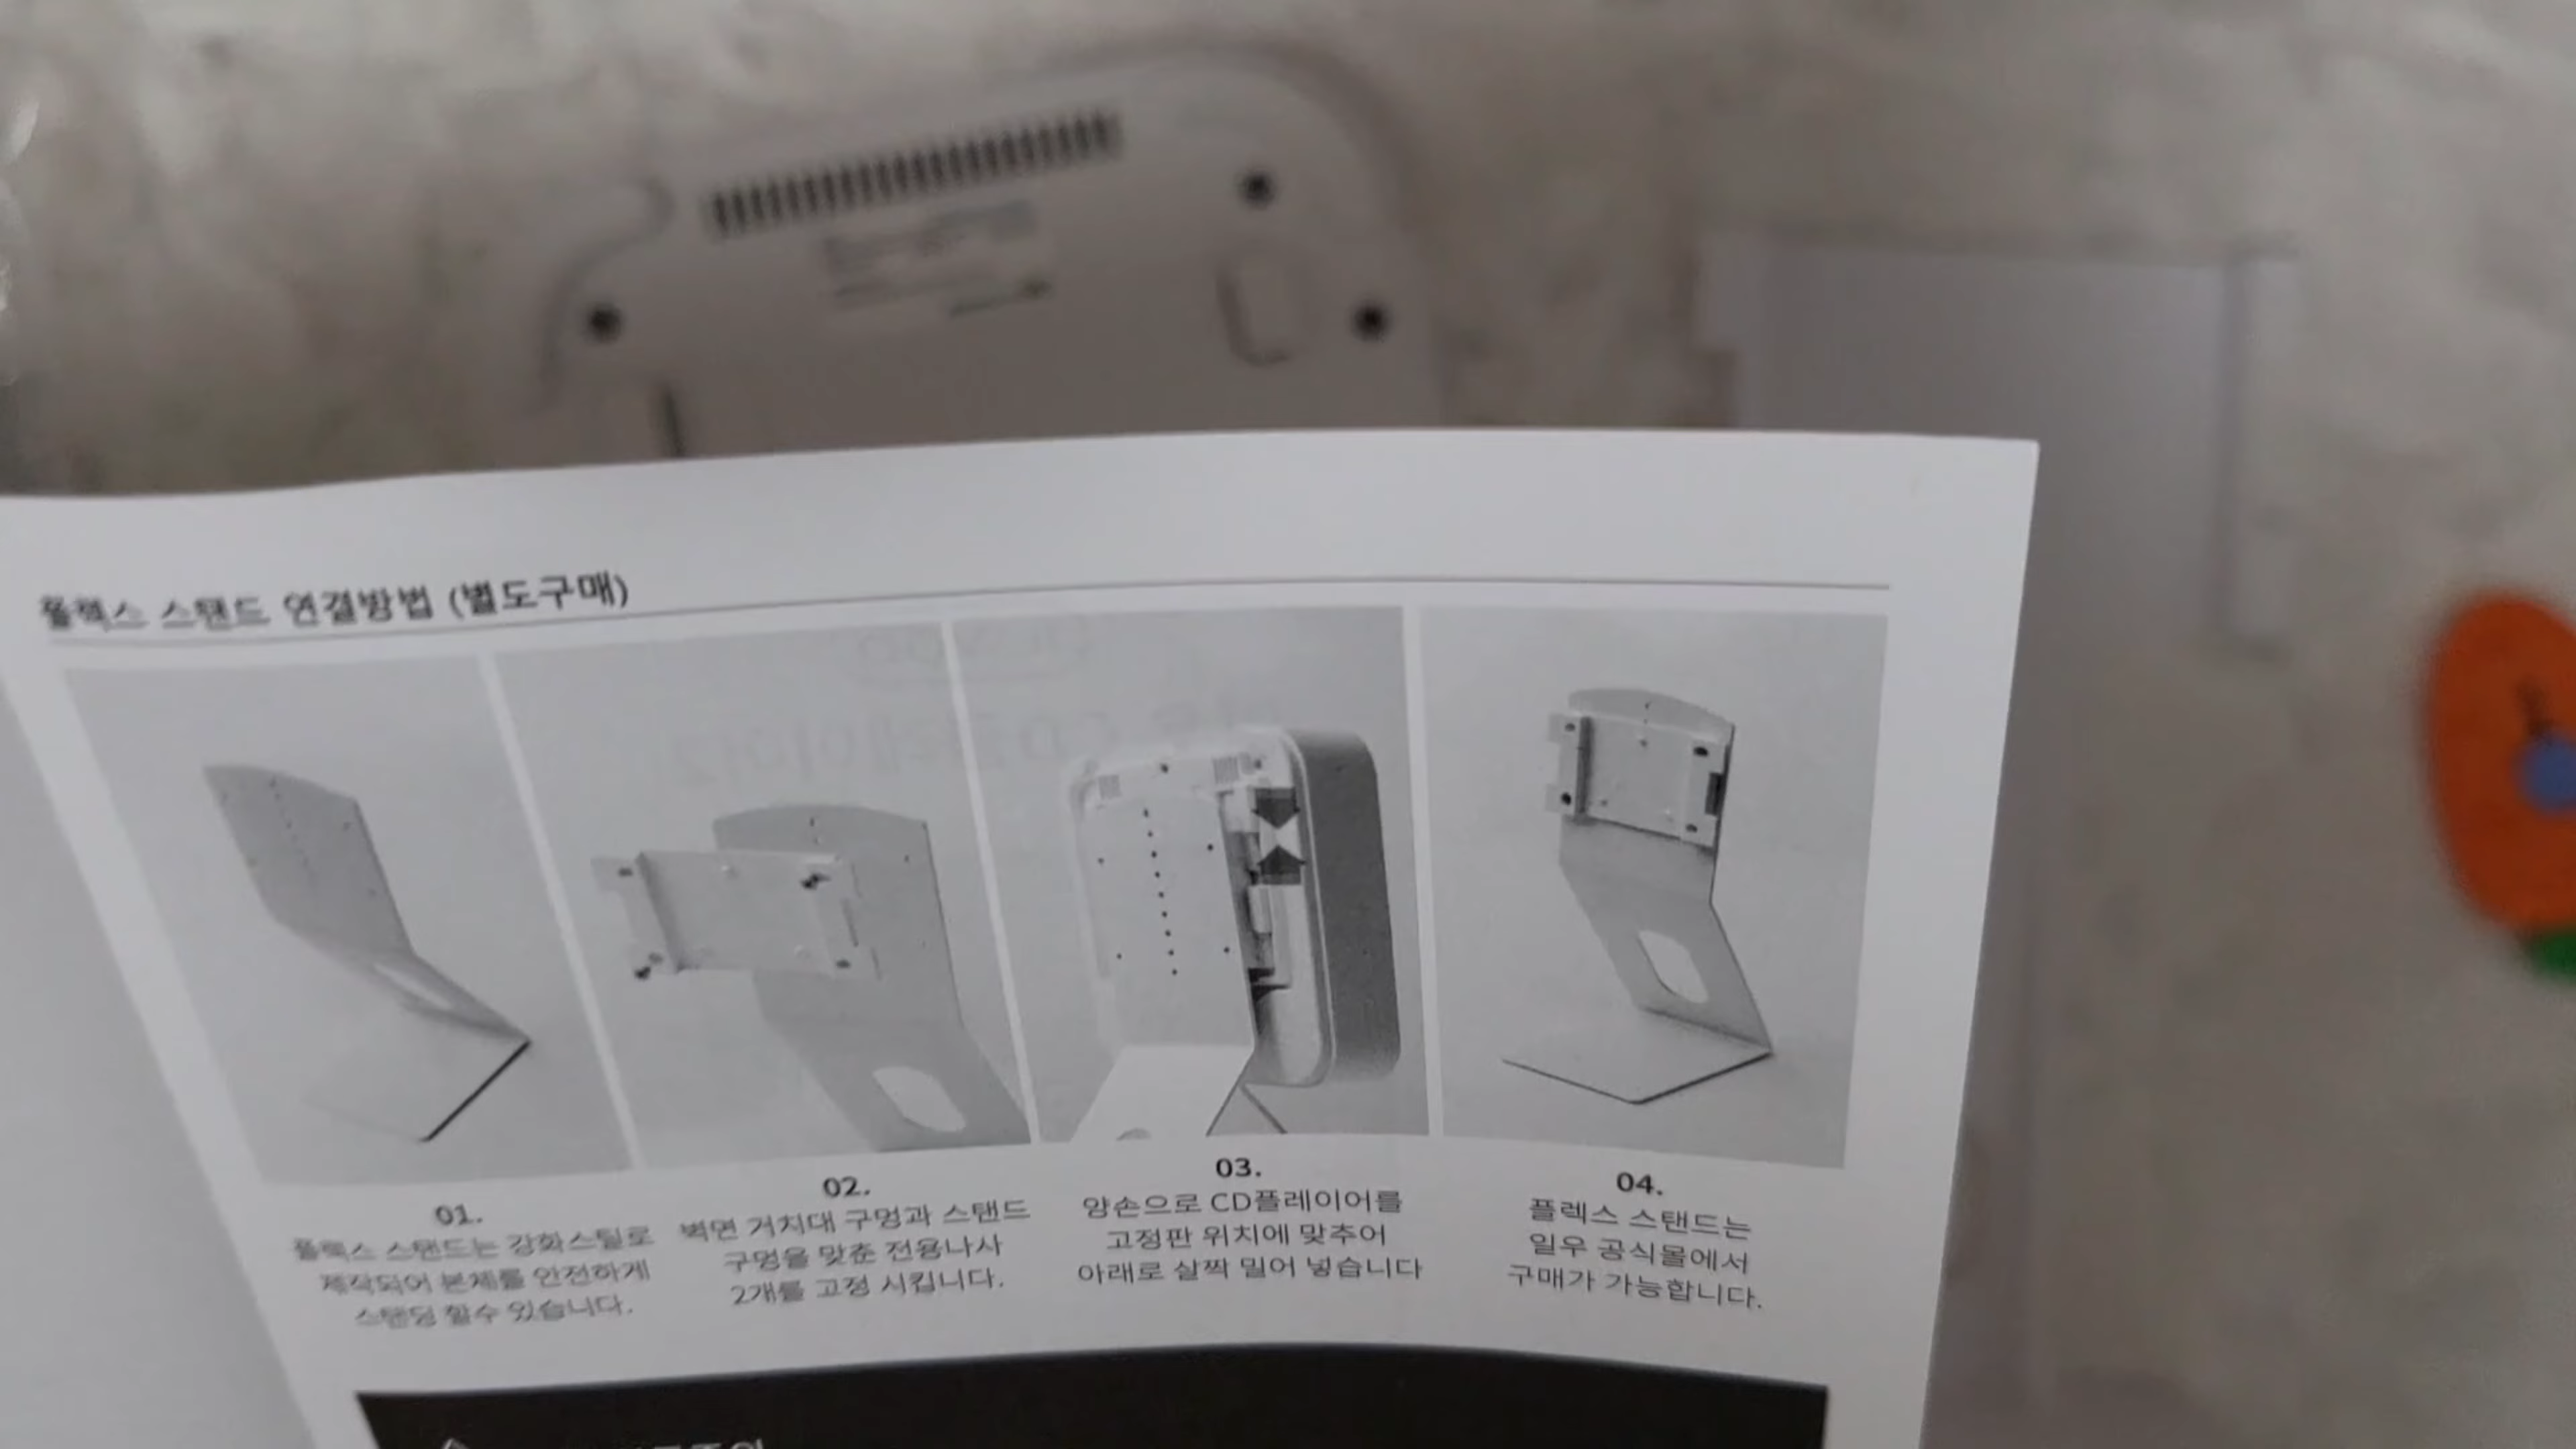 플렉스 스탠드 연결방법 (별도구매)
01.
플렉스 스탠드는 강화스틸로
제작되어 본체를 안전하게
스탠딩 할수 있습니다.
02.
벽면 거치대 구멍과 스탠드
구멍을 맞춘 전용나사
2개를 고정 시킵니다.
03.
양손으로 CD플레이어를
고정판 위치에 맞추어
아래로 살짝 밀어 넣습니다
04.
플렉스 스탠드는
일우 공식몰에서
구매가 가능합니다.